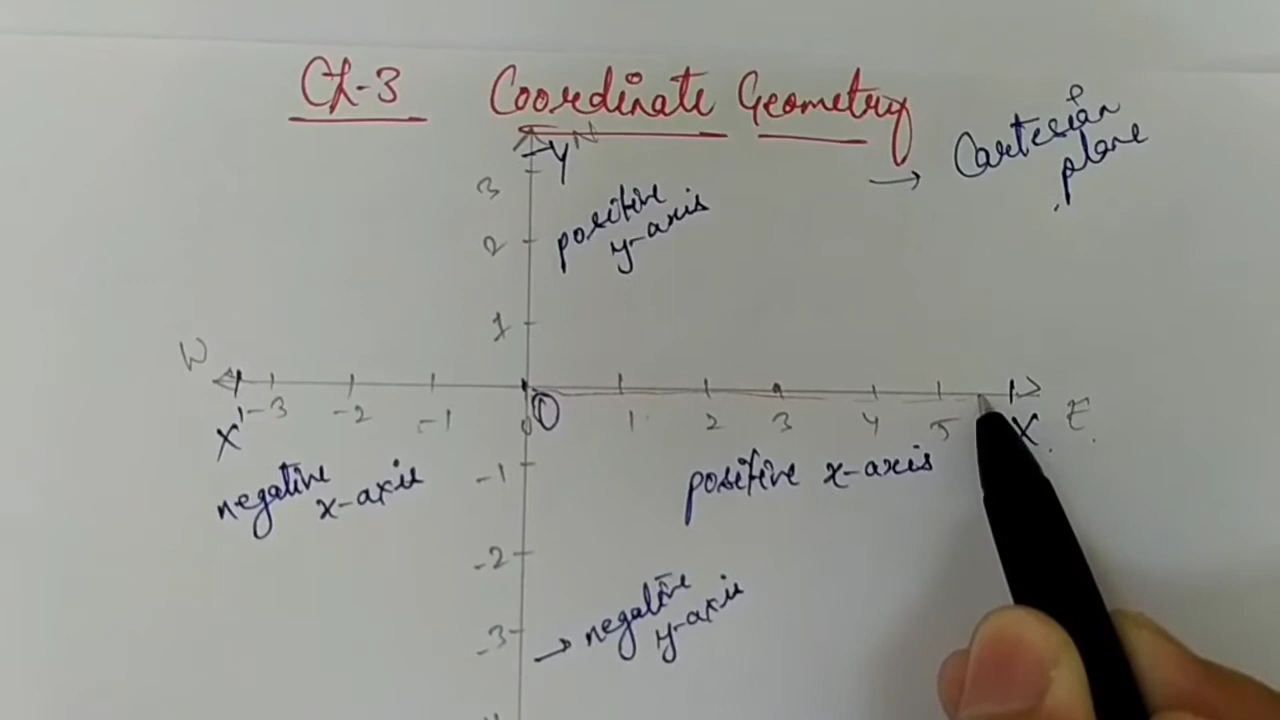 Ch-3 Coordinate Geometry
→ Cartesian
plane
N
Y
3
positive
y-axis
2
1
W
E
X'
-3 -2 -1 0 1 2 3 4 5
X
O
negative
x-axis
positive x-axis
-1
-2
-3
→ negative
y-axis